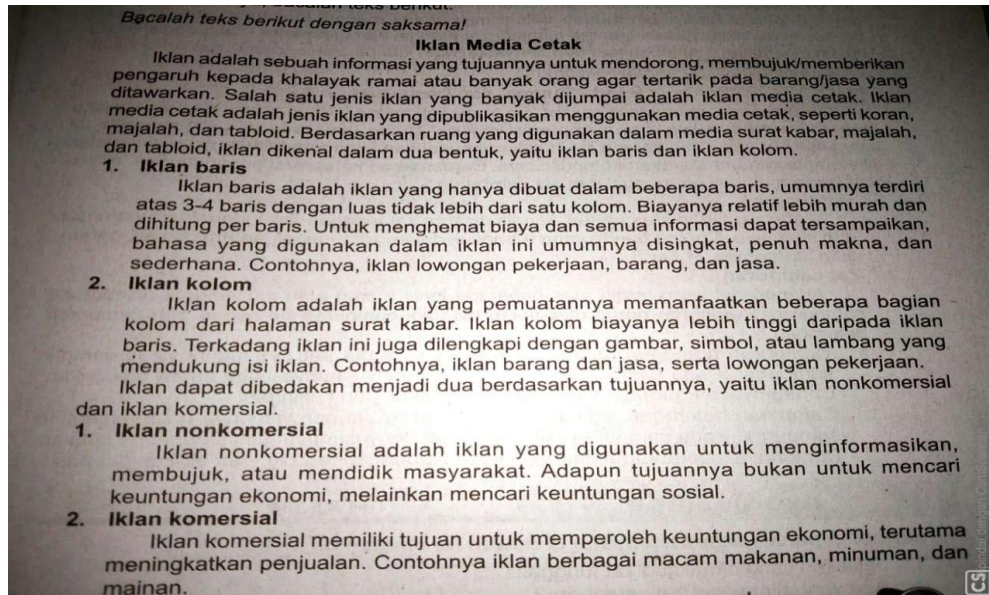 Bacalah teks berikut dengan saksama!
Iklan Media Cetak
Iklan adalah sebuah informasi yang tujuannya untuk mendorong, membujuk/memberikan
pengaruh kepada khalayak ramai atau banyak orang agar tertarik pada barang/jasa yang
ditawarkan. Salah satu jenis iklan yang banyak dijumpai adalah iklan media cetak. Iklan
media cetak adalah jenis iklan yang dipublikasikan menggunakan media cetak, seperti koran,
majalah, dan tabloid. Berdasarkan ruang yang digunakan dalam media surat kabar, majalah,
dan tabloid, iklan dikenal dalam dua bentuk, yaitu iklan baris dan iklan kolom.
1. Iklan baris
Iklan baris adalah iklan yang hanya dibuat dalam beberapa baris, umumnya terdiri
atas 3-4 baris dengan luas tidak lebih dari satu kolom. Biayanya relatif lebih murah dan
dihitung per baris. Untuk menghemat biaya dan semua informasi dapat tersampaikan,
bahasa yang digunakan dalam iklan ini umumnya disingkat, penuh makna, dan
sederhana. Contohnya, iklan lowongan pekerjaan, barang, dan jasa.
2. Iklan kolom
Iklan kolom adalah iklan yang pemuatannya memanfaatkan beberapa bagian
kolom dari halaman surat kabar. Iklan kolom biayanya lebih tinggi daripada iklan
baris. Terkadang iklan ini juga dilengkapi dengan gambar, simbol, atau lambang yang
mendukung isi iklan. Contohnya, iklan barang dan jasa, serta lowongan pekerjaan.
Iklan dapat dibedakan menjadi dua berdasarkan tujuannya, yaitu iklan nonkomersial
dan iklan komersial.
1. Iklan nonkomersial
Iklan nonkomersial adalah iklan yang digunakan untuk menginformasikan,
membujuk, atau mendidik masyarakat. Adapun tujuannya bukan untuk mencari
keuntungan ekonomi, melainkan mencari keuntungan sosial.
2. Iklan komersial
Iklan komersial memiliki tujuan untuk memperoleh keuntungan ekonomi, terutama
meningkatkan penjualan. Contohnya iklan berbagai macam makanan, minuman, dan
mainan.
CS